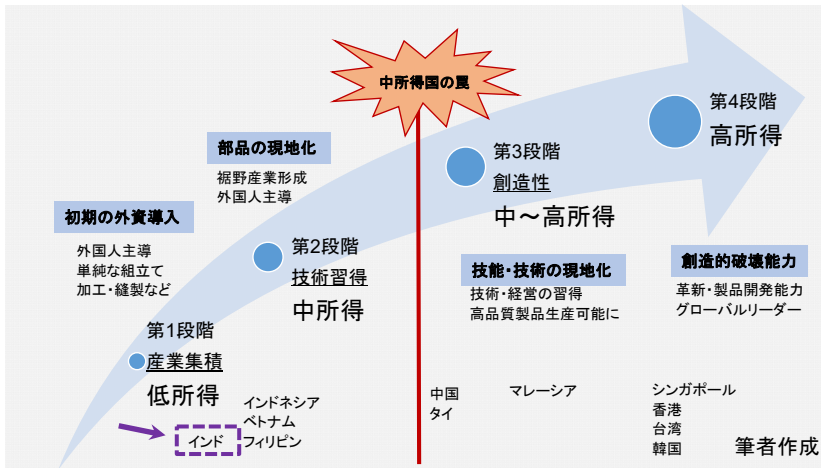 中所得国の罠
第4段階
高所得
部品の現地化
裾野産業形成
外国人主導
第3段階
創造性
中～高所得
初期の外資導入
外国人主導
単純な組立て
加工・縫製など
第2段階
技術習得
中所得
技能・技術の現地化
技術・経営の習得
高品質製品生産可能に
創造的破壊能力
革新・製品開発能力
グローバルリーダー
第1段階
産業集積
低所得
インド
インドネシア
ベトナム
フィリピン
中国
タイ
マレーシア
シンガポール
香港
台湾
韓国
筆者作成